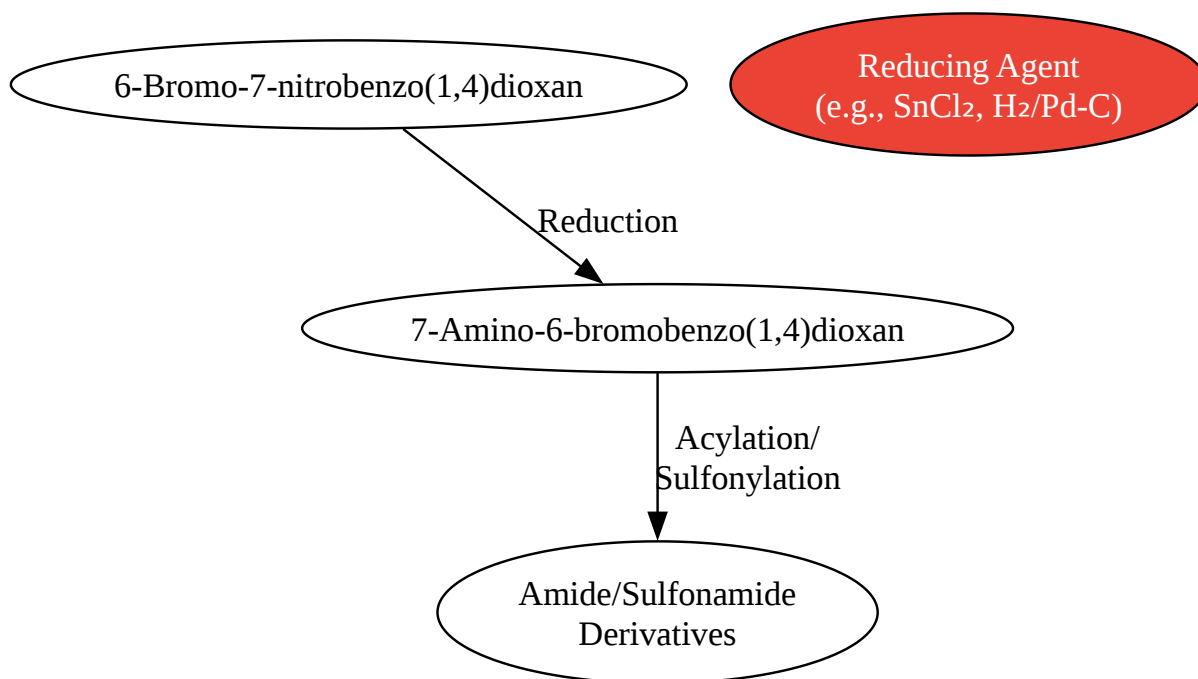 6-Bromo-7-nitrobenzo(1,4)dioxan
Reducing Agent
(e.g., SnCl₂, H₂/Pd-C)
Reduction
7-Amino-6-bromobenzo(1,4)dioxan
Acylation/
Sulfonylation
Amide/Sulfonamide
Derivatives